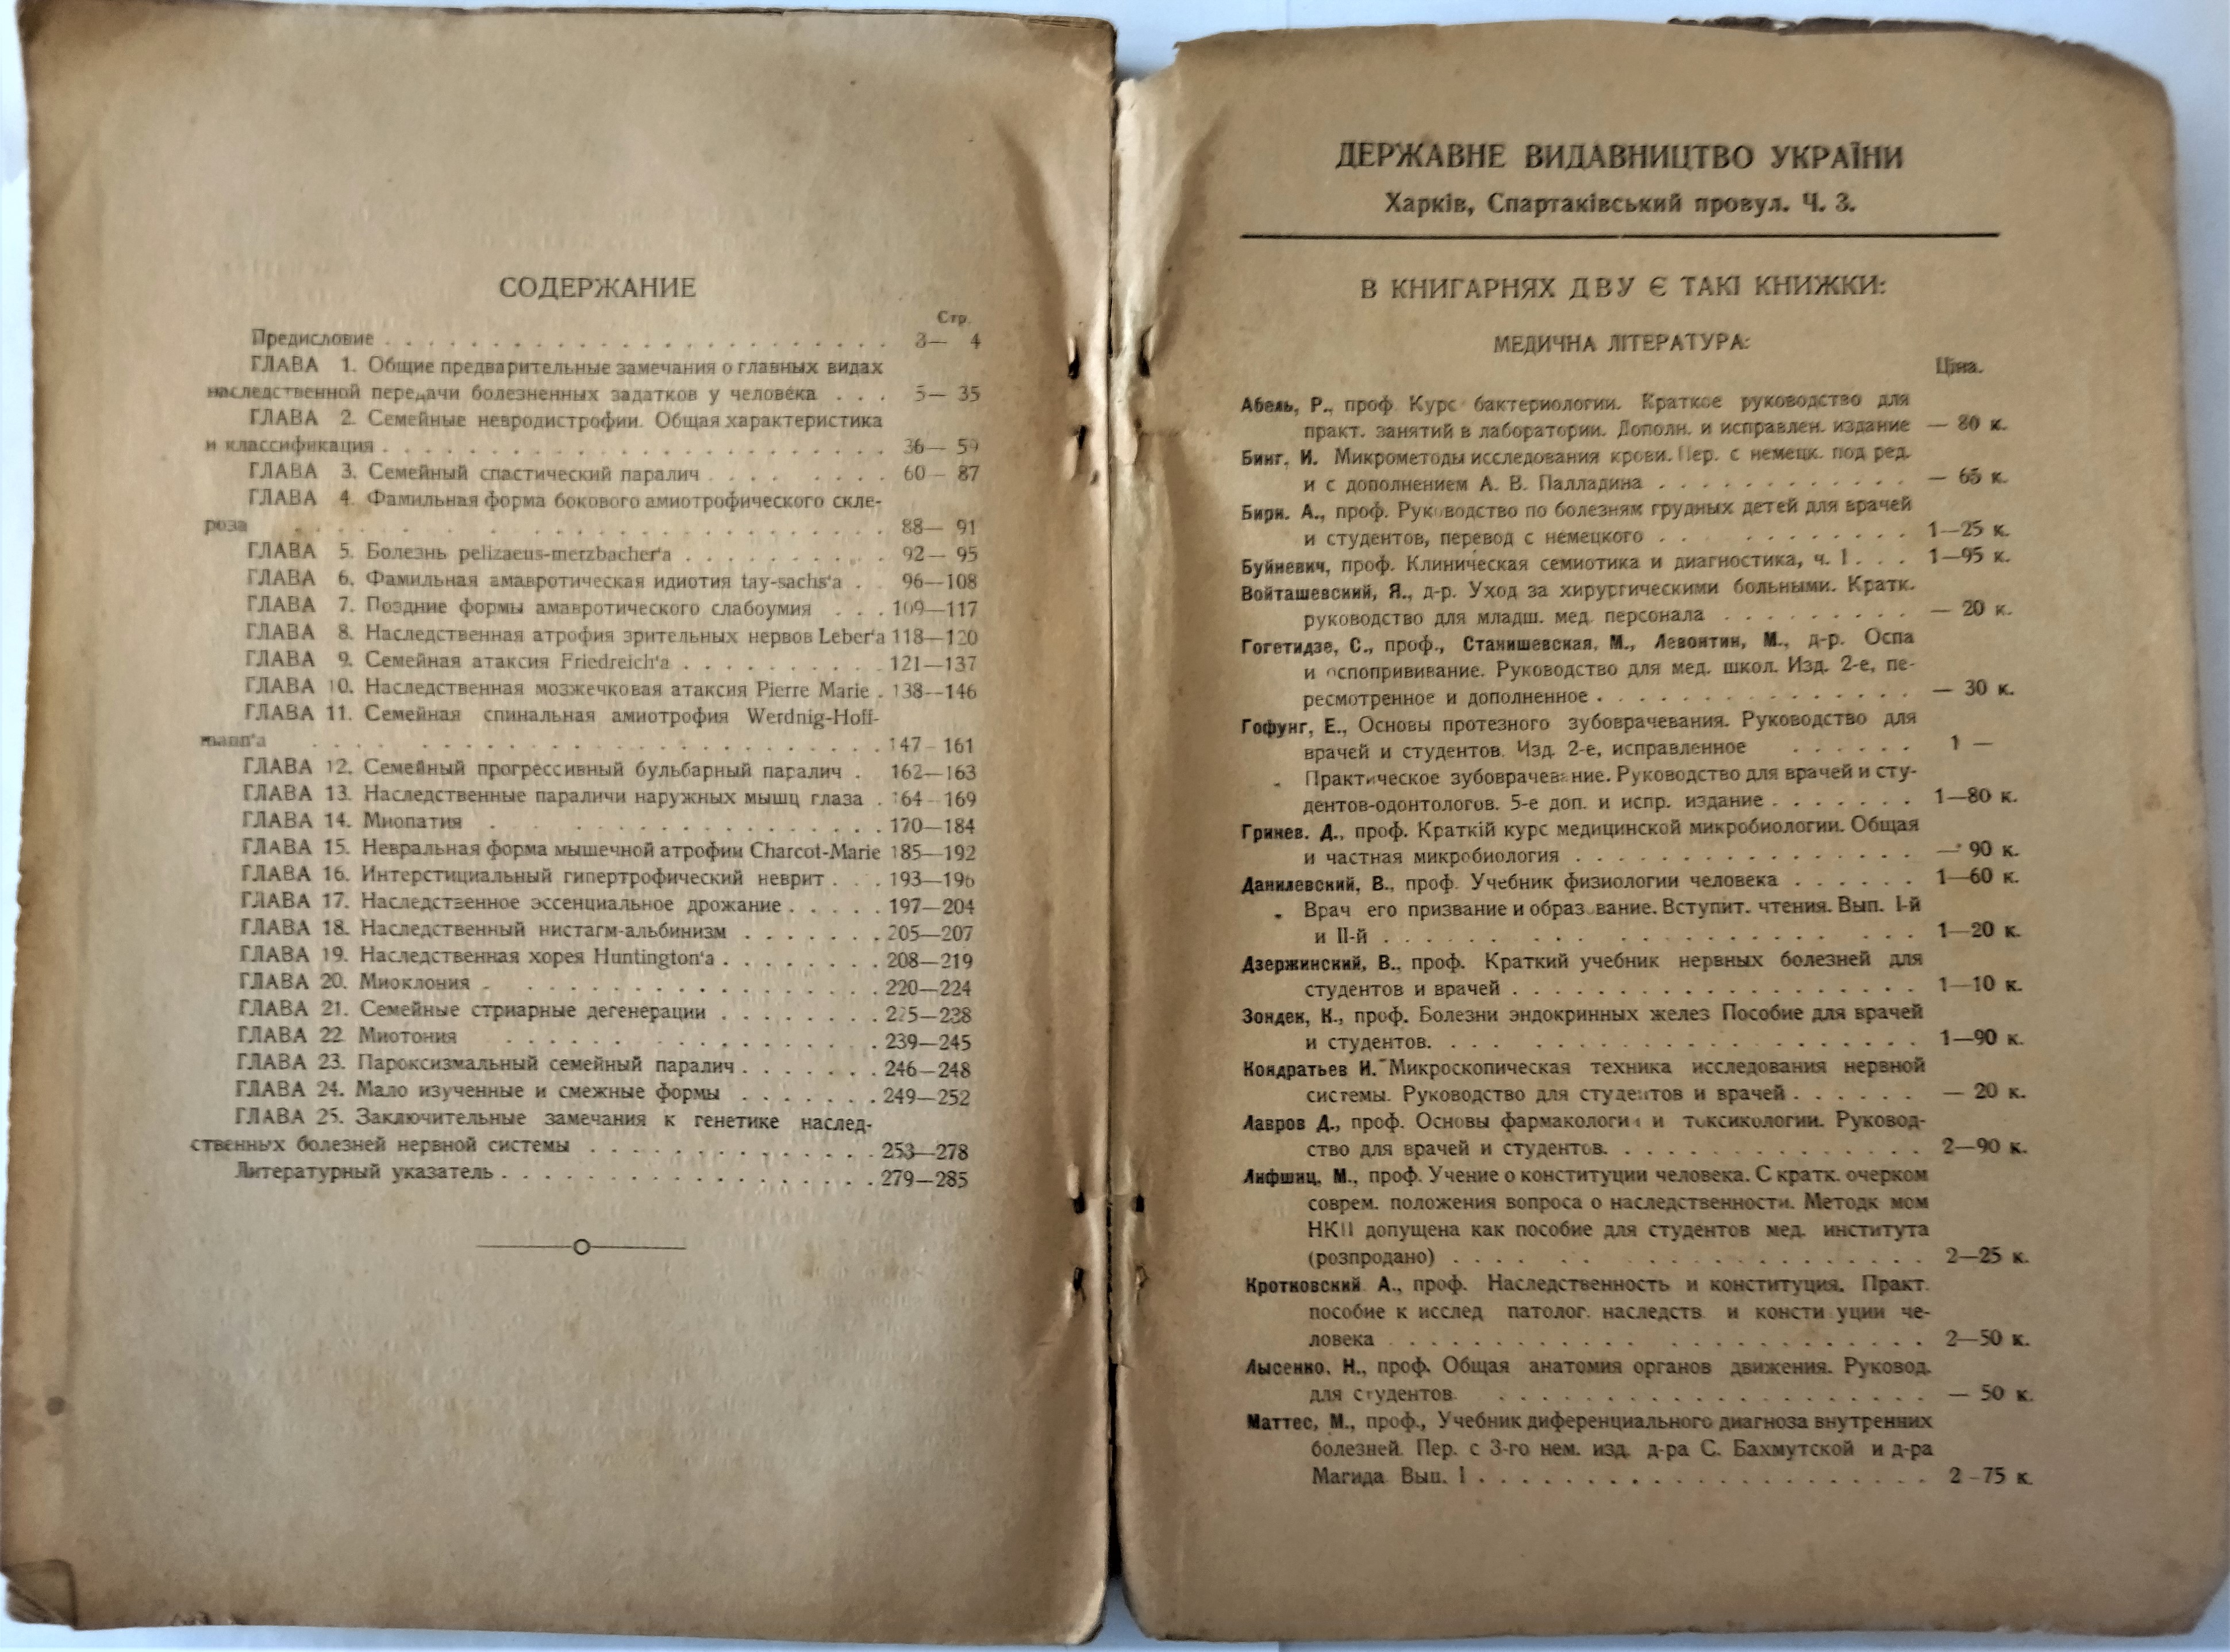 СОДЕРЖАНИЕ
Стр.
Предисловие . . . . . . . . . . . . . . . . . . . . . . . 3— 4
ГЛАВА 1. Общие предварительные замечания о главных видах
наследственной передачи болезненных задатков у человека . . . 5— 35
ГЛАВА 2. Семейные невродистрофии. Общая характеристика
и классификация . . . . . . . . . . . . . . . . . . . . . 36— 59
ГЛАВА 3. Семейный спастический паралич . . . . . . . . 60— 87
ГЛАВА 4. Фамильная форма бокового амиотрофического скле-
роза . . . . . . . . . . . . . . . . . . . . . . . . 88— 91
ГЛАВА 5. Болезнь pelizaeus-merzbacher‘a . . . . . . . . . 92— 95
ГЛАВА 6. Фамильная амавротическая идиотия tay-sachs‘a . 96—108
ГЛАВА 7. Поздние формы амавротического слабоумия . . . 109—117
ГЛАВА 8. Наследственная атрофия зрительных нервов Leber‘a 118—120
ГЛАВА 9. Семейная атаксия Friedreich‘a . . . . . . . . . 121—137
ГЛАВА 10. Наследственная мозжечковая атаксия Pierre Marie . 138—146
ГЛАВА 11. Семейная спинальная амиотрофия Werdnig-Hoff-
mann‘a . . . . . . . . . . . . . . . . . . . . . . . 147—161
ГЛАВА 12. Семейный прогрессивный бульбарный паралич . 162—163
ГЛАВА 13. Наследственные параличи наружных мышц глаза . 164—169
ГЛАВА 14. Миопатия . . . . . . . . . . . . . . . . . 170—184
ГЛАВА 15. Невральная форма мышечной атрофии Charcot-Marie 185—192
ГЛАВА 16. Интерстициальный гипертрофический неврит . . . 193—196
ГЛАВА 17. Наследственное эссенциальное дрожание . . . . . 197—204
ГЛАВА 18. Наследственный нистагм-альбинизм . . . . . . . 205—207
ГЛАВА 19. Наследственная хорея Huntington‘a . . . . . . . . 208—219
ГЛАВА 20. Миоклония . . . . . . . . . . . . . . . . . 220—224
ГЛАВА 21. Семейные стриарные дегенерации . . . . . . . . 225—238
ГЛАВА 22. Миотония . . . . . . . . . . . . . . . . . 239—245
ГЛАВА 23. Пароксизмальный семейный паралич . . . . . . . 246—248
ГЛАВА 24. Мало изученные и смежные формы . . . . . . . 249—252
ГЛАВА 25. Заключительные замечания к генетике наслед-
ственных болезней нервной системы . . . . . . . . . . . . . . 253—278
Литературный указатель . . . . . . . . . . . . . . . . . . 279—285
ДЕРЖАВНЕ ВИДАВНИЦТВО УКРАЇНИ
Харків, Спартаківський провул. Ч. 3.
В КНИГАРНЯХ ДВУ Є ТАКІ КНИЖКИ:
МЕДИЧНА ЛІТЕРАТУРА:
Ціна.
Абель, Р., проф. Курс бактериологии. Краткое руководство для
практ. занятий в лаборатории. Дополн. и исправлен. издание — 80 к.
Бинг, И. Микрометоды исследования крови. Пер. с немецк. под ред.
и с дополнением А. В. Палладина . . . . . . . . . . . . — 65 к.
Бирк, А., проф. Руководство по болезням грудных детей для врачей
и студентов, перевод с немецкого . . . . . . . . . . . . 1—25 к.
Буйневич, проф. Клиническая семиотика и диагностика, ч. I . . . 1—95 к.
Войташевский, Я., д-р. Уход за хирургическими больными. Кратк.
руководство для младш. мед. персонала . . . . . . . . . — 20 к.
Гогетидзе, С., проф., Станишевская, М., Левонтин, М., д-р. Оспа
и оспопрививание. Руководство для мед. школ. Изд. 2-е, пе-
ресмотренное и дополненное . . . . . . . . . . . . . . — 30 к.
Гофунг, Е., Основы протезного зубоврачевания. Руководство для
врачей и студентов. Изд. 2-е, исправленное . . . . . . 1 —
„ Практическое зубоврачевание. Руководство для врачей и сту-
дентов-одонтологов. 5-е доп. и испр. издание . . . . . . . 1—80 к.
Гринев, Д., проф. Краткій курс медицинской микробиологии. Общая
и частная микробиология . . . . . . . . . . . . . . . . — 90 к.
Данилевский, В., проф. Учебник физиологии человека . . . . . . 1—60 к.
„ Врач его призвание и образование. Вступит. чтения. Вып. I-й
и II-й . . . . . . . . . . . . . . . . . . . . . . 1—20 к.
Дзержинский, В., проф. Краткий учебник нервных болезней для
студентов и врачей . . . . . . . . . . . . . . . . . . . 1—10 к.
Зондек, К., проф. Болезни эндокринных желез Пособие для врачей
и студентов. . . . . . . . . . . . . . . . . . . . . 1—90 к.
Кондратьев И. Микроскопическая техника исследования нервной
системы. Руководство для студентов и врачей . . . . . . — 20 к.
Лавров Д., проф. Основы фармакологии и токсикологии. Руковод-
ство для врачей и студентов. . . . . . . . . . . . . . . 2—90 к.
Лифшиц, М., проф. Учение о конституции человека. С кратк. очерком
соврем. положения вопроса о наследственности. Методк мом
НКП допущена как пособие для студентов мед. института
(розпродано) . . . . . . . . . . . . . . . . . . . . 2—25 к.
Кротковский А., проф. Наследственность и конституция. Практ.
пособие к исслед патолог. наследств и консти уции че-
ловека . . . . . . . . . . . . . . . . . . . . . . . 2—50 к.
Лысенко, Н., проф. Общая анатомия органов движения. Руковод.
для студентов . . . . . . . . . . . . . . . . . . . — 50 к.
Маттес, М., проф., Учебник диференциального диагноза внутренних
болезней. Пер. с 3-го нем. изд. д-ра С. Бахмутской и д-ра
Магида Вып. I . . . . . . . . . . . . . . . . . . . . . 2—75 к.